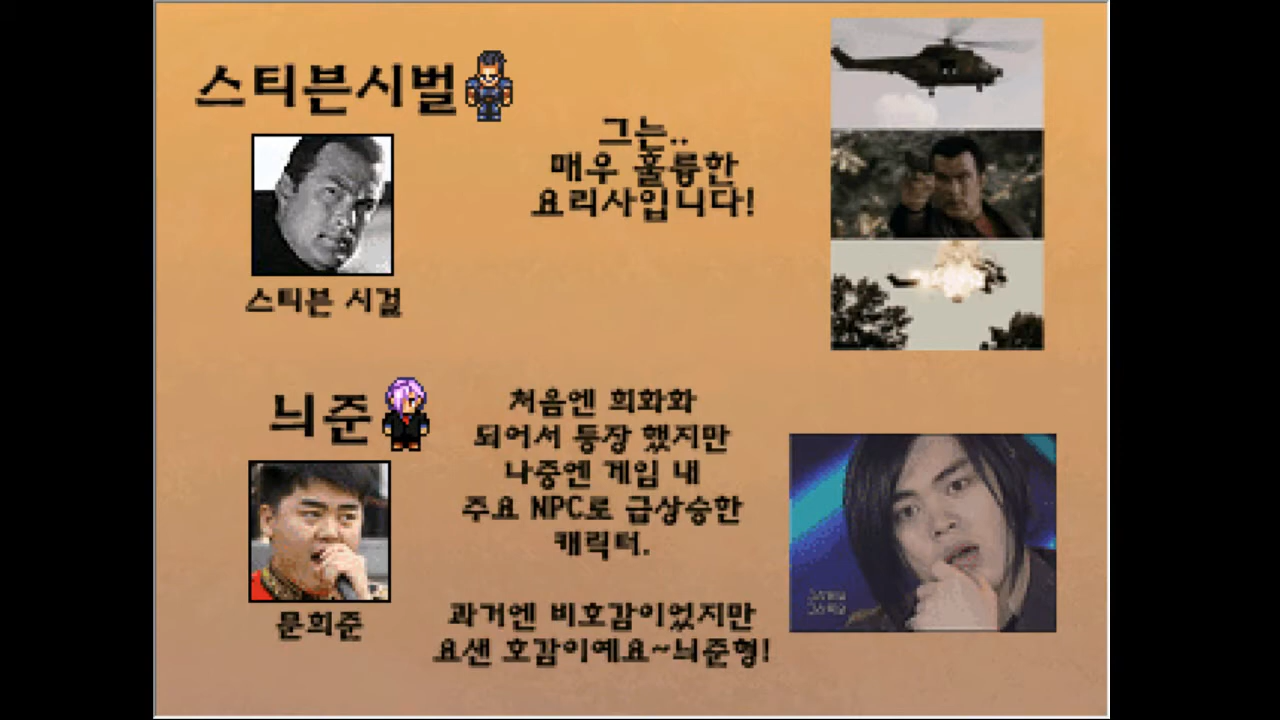 스티븐시벌
그는..
매우 훌륭한
요리사입니다!
스티븐 시걸
늬준
처음엔 희화화
되어서 등장 했지만
나중엔 게임 내
주요 NPC로 급상승한
캐릭터.
문희준
과거엔 비호감이었지만
요샌 호감이예요~늬준형!